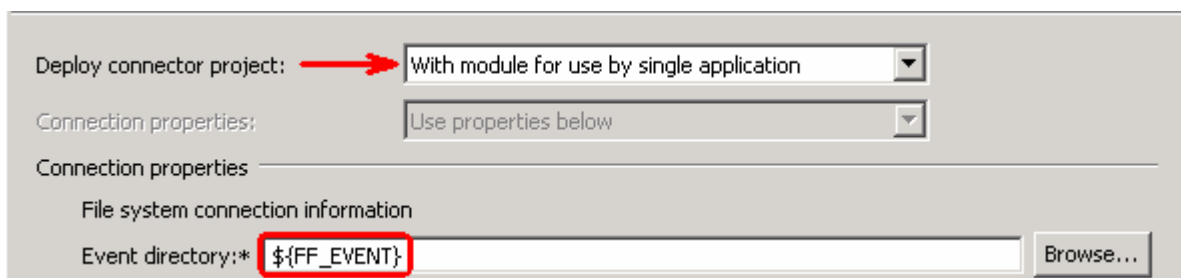 Deploy connector project: With module for use by single application
Connection properties: Use properties below
Connection properties
File system connection information
Event directory:* ${FF_EVENT} Browse...